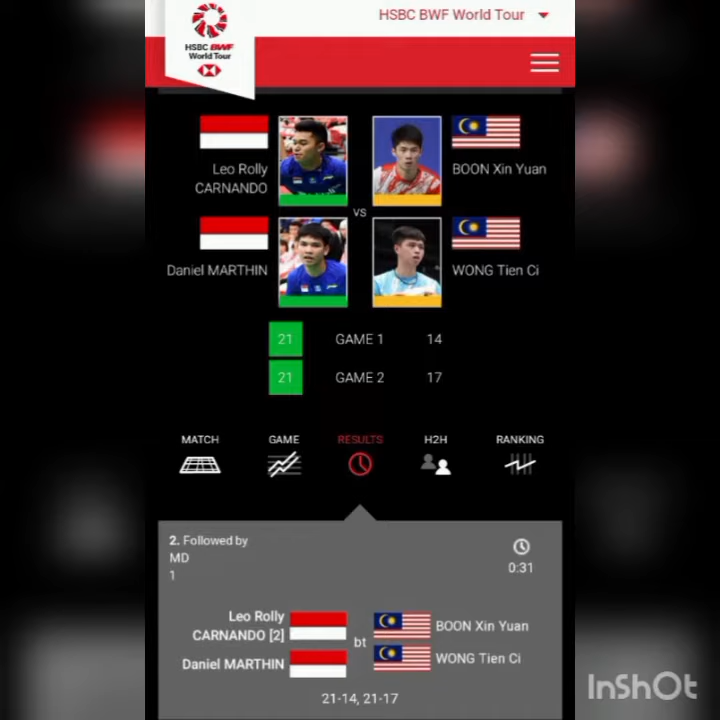 HSBC BWF World Tour
HSBC BWF
World Tour
Leo Rolly
CARNANDO
BOON Xin Yuan
VS
Daniel MARTHIN
WONG Tien Ci
21 GAME 1 14
21 GAME 2 17
MATCH GAME RESULTS H2H RANKING
2. Followed by
MD
1
0:31
Leo Rolly
CARNANDO [2]
BOON Xin Yuan
bt
Daniel MARTHIN
WONG Tien Ci
21-14, 21-17
InShOt